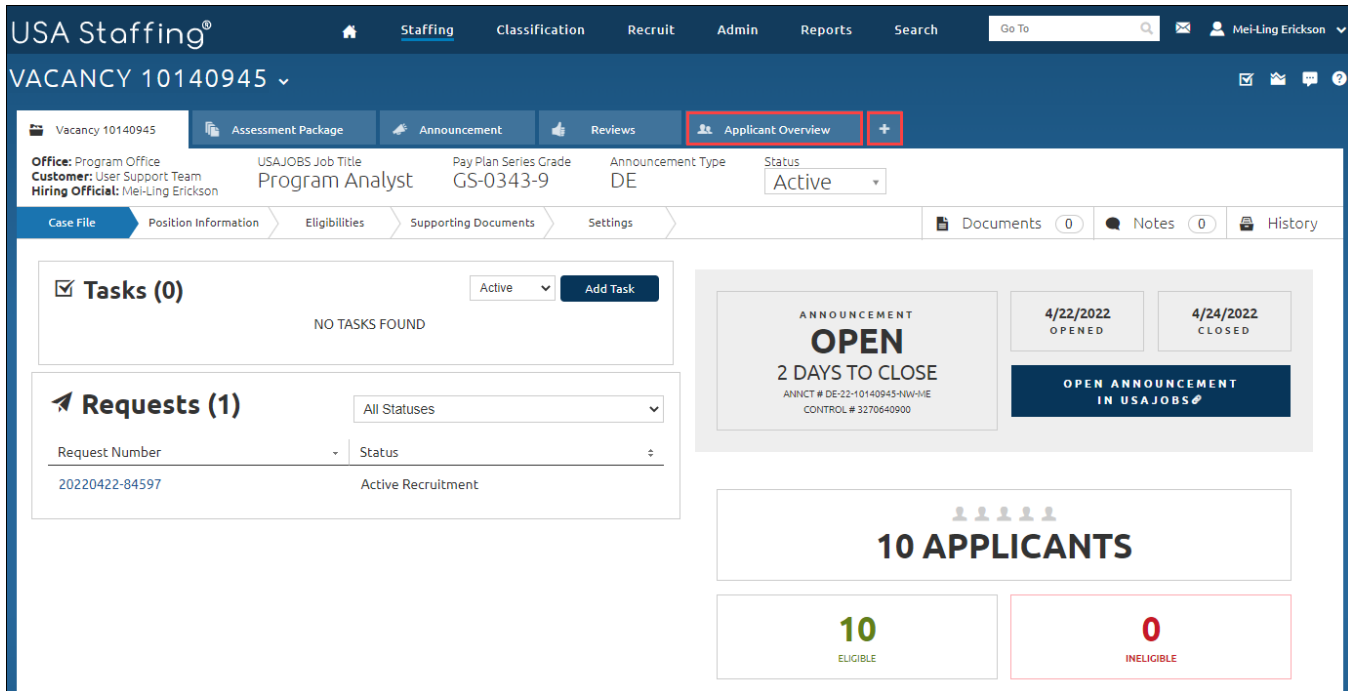 USA Staffing®
Staffing Classification Recruit Admin Reports Search Go To Mei-Ling Erickson
VACANCY 10140945
Vacancy 10140945 Assessment Package Announcement Reviews Applicant Overview +
Office: Program Office
Customer: User Support Team
Hiring Official: Mei-Ling Erickson
USAJOBS Job Title
Program Analyst
Pay Plan Series Grade
GS-0343-9
Announcement Type
DE
Status
Active
Case File Position Information Eligibilities Supporting Documents Settings Documents 0 Notes 0 History
Tasks (0) Active Add Task
NO TASKS FOUND
Requests (1) All Statuses
Request Number Status
20220422-84597 Active Recruitment
ANNOUNCEMENT
OPEN
2 DAYS TO CLOSE
ANNCT # DE-22-10140945-NW-ME
CONTROL # 3270640900
4/22/2022
OPENED
4/24/2022
CLOSED
OPEN ANNOUNCEMENT
IN USAJOBS
10 APPLICANTS
10
ELIGIBLE
0
INELIGIBLE